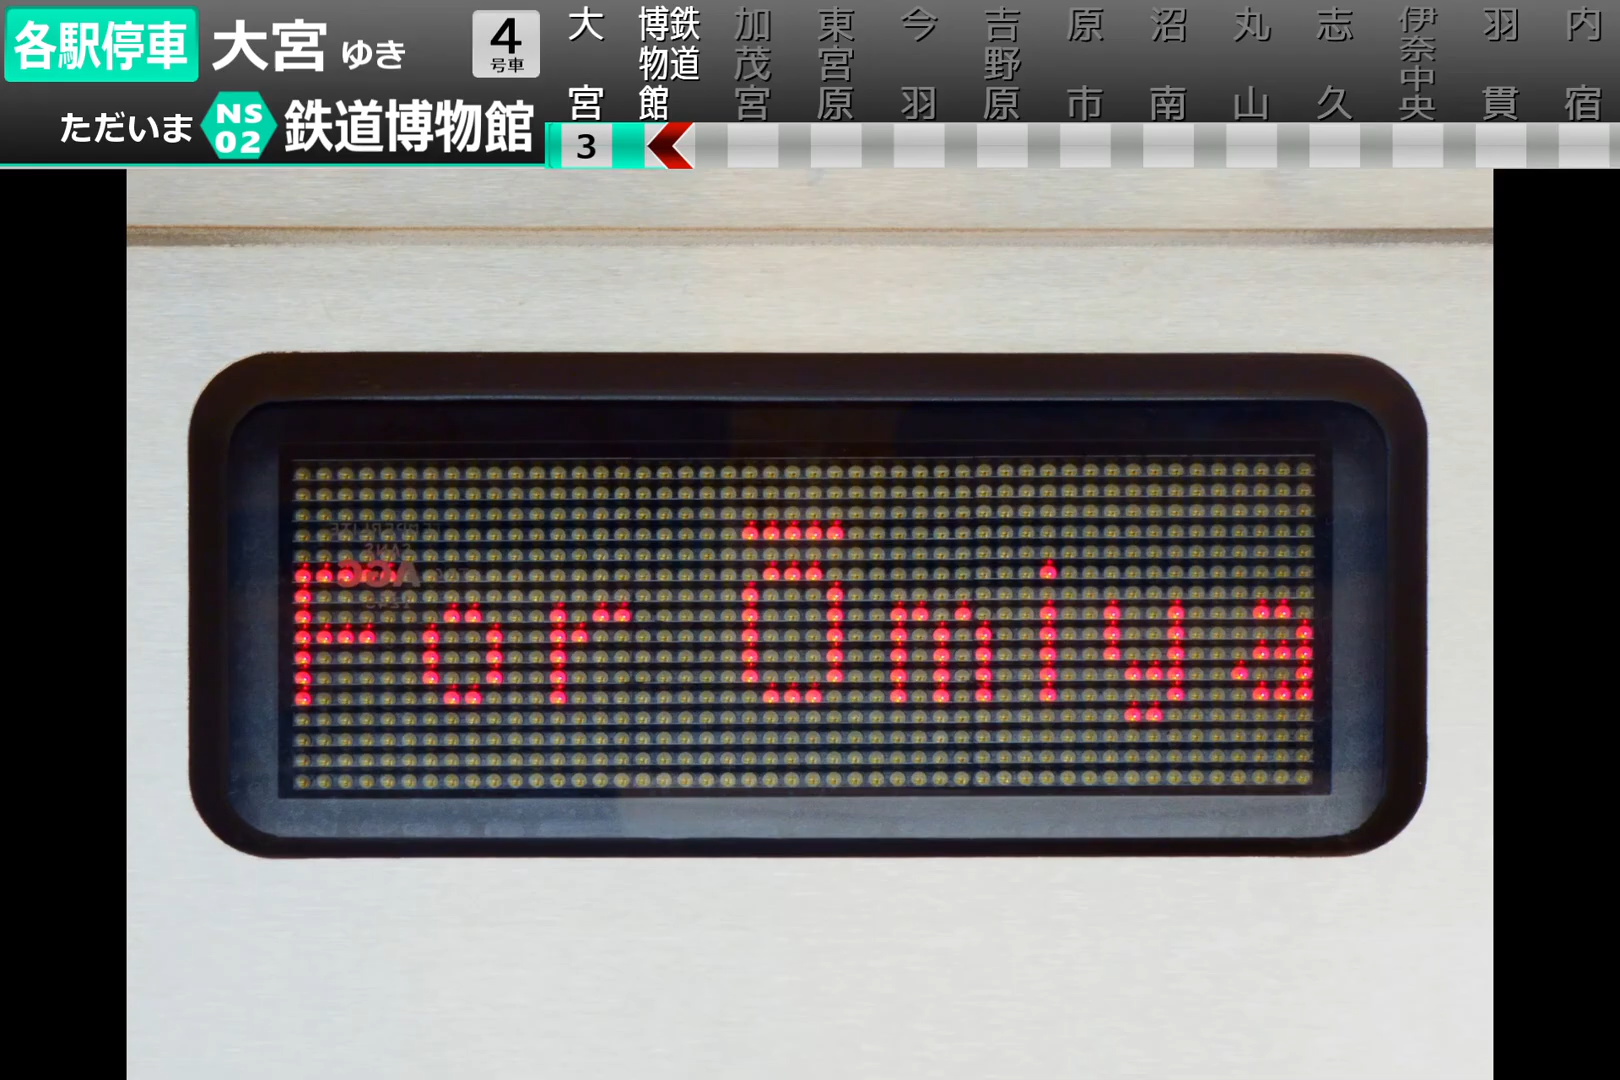 各駅停車 大宮 ゆき
4
号車
ただいま NS 02 鉄道博物館
大宮 鉄道博物館 加茂宮 東宮原 今羽 吉野原 原市 沼南 丸山 志久 伊奈中央 羽貫 内宿
3
For Ōmiya